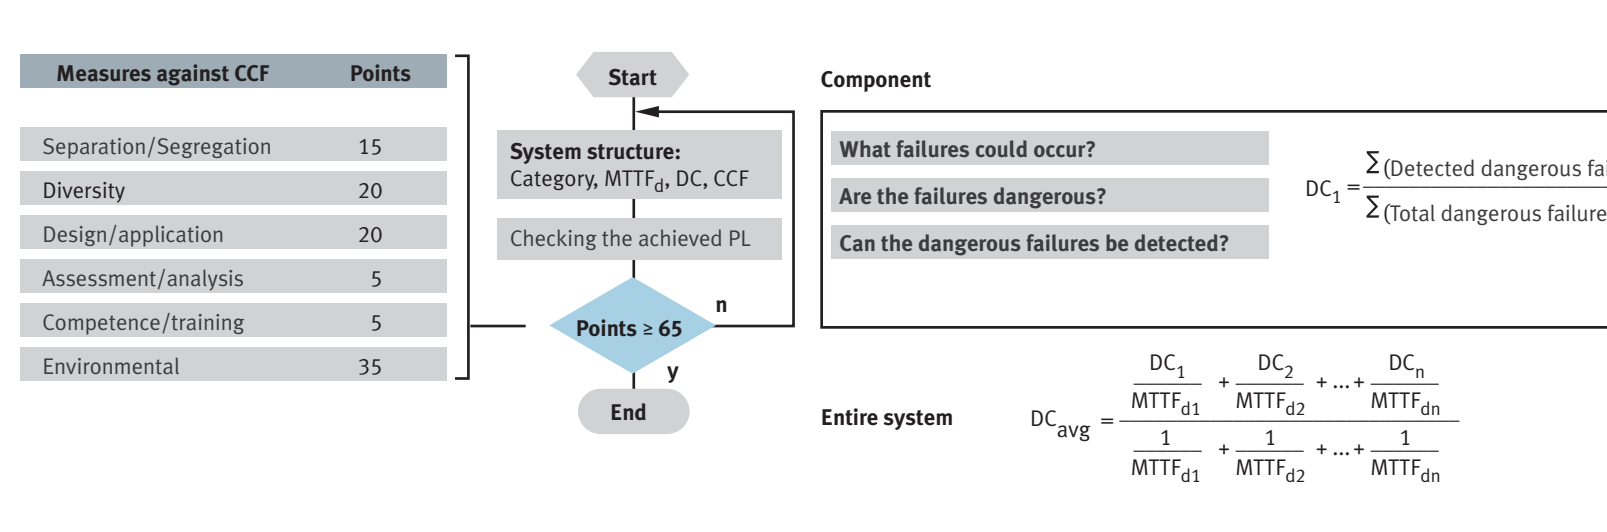 Measures against CCF Points
Separation/Segregation 15
Diversity 20
Design/application 20
Assessment/analysis 5
Competence/training 5
Environmental 35
Start
System structure:
Category, MTTFd, DC, CCF
Checking the achieved PL
Points ≥ 65
n
y
End
Component
What failures could occur?
Are the failures dangerous?
Can the dangerous failures be detected?
DC1 =
∑ (Detected dangerous
∑ (Total dangerous failure
Entire system
DCavg =
DC1 + DC2 + ... + DCn
MTTFd1 MTTFd2 MTTFdn
1 + 1 + ... + 1
MTTFd1 MTTFd2 MTTFdn